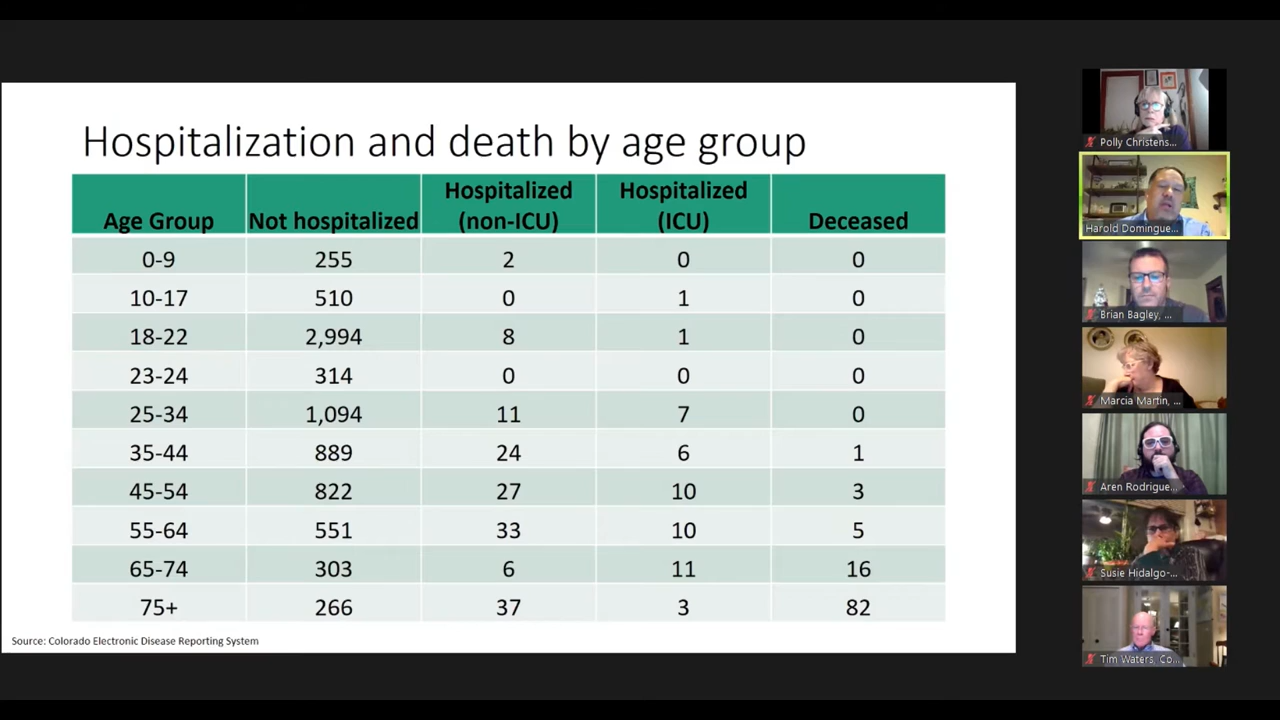 Hospitalization and death by age group
Age Group Not hospitalized Hospitalized (non-ICU) Hospitalized (ICU) Deceased
0-9 255 2 0 0
10-17 510 0 1 0
18-22 2,994 8 1 0
23-24 314 0 0 0
25-34 1,094 11 7 0
35-44 889 24 6 1
45-54 822 27 10 3
55-64 551 33 10 5
65-74 303 6 11 16
75+ 266 37 3 82
Source: Colorado Electronic Disease Reporting System
Polly Christens...
Harold Domingue...
Brian Bagley, ...
Marcia Martin, ...
Aren Rodrigue...
Susie Hidalgo-...
Tim Waters, Co...